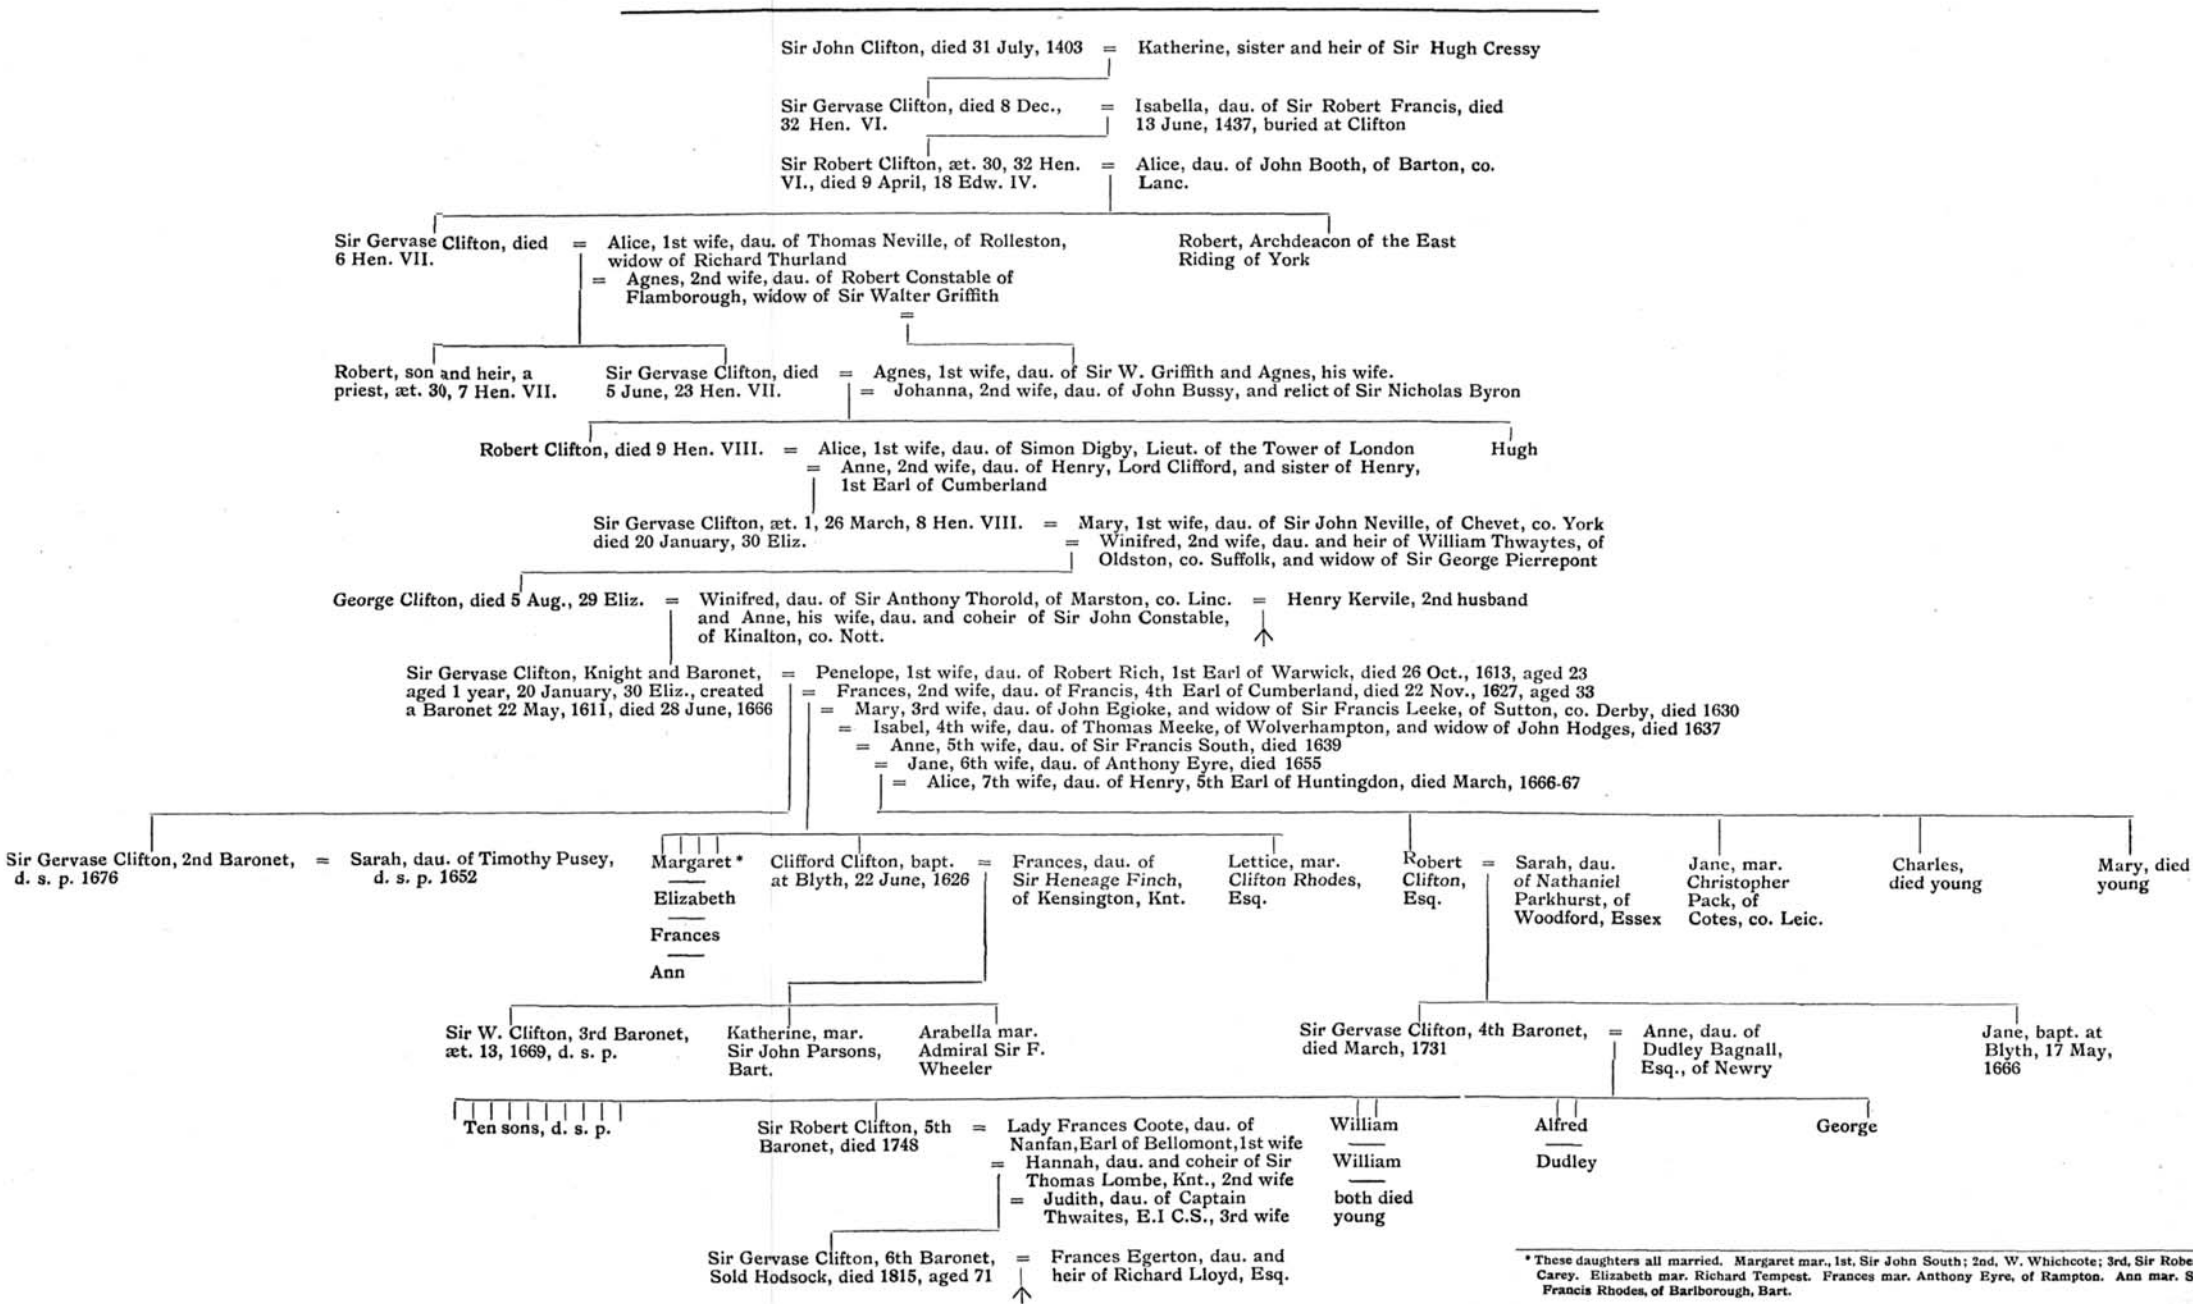 Sir John Clifton, died 31 July, 1403 = Katherine, sister and heir of Sir Hugh Cressy
Sir Gervase Clifton, died 8 Dec., = Isabella, dau. of Sir Robert Francis, died
32 Hen. VI. 13 June, 1437, buried at Clifton
Sir Robert Clifton, æt. 30, 32 Hen. = Alice, dau. of John Booth, of Barton, co.
VI., died 9 April, 18 Edw. IV. Lanc.
Sir Gervase Clifton, died = Alice, 1st wife, dau. of Thomas Neville, of Rolleston,
6 Hen. VII. widow of Richard Thurland
= Agnes, 2nd wife, dau. of Robert Constable of
Flamborough, widow of Sir Walter Griffith
=
Robert, Archdeacon of the East
Riding of York
Robert, son and heir, a
priest, æt. 30, 7 Hen. VII.
Sir Gervase Clifton, died = Agnes, 1st wife, dau. of Sir W. Griffith and Agnes, his wife.
5 June, 23 Hen. VII. = Johanna, 2nd wife, dau. of John Bussy, and relict of Sir Nicholas Byron
Robert Clifton, died 9 Hen. VIII. = Alice, 1st wife, dau. of Simon Digby, Lieut. of the Tower of London Hugh
= Anne, 2nd wife, dau. of Henry, Lord Clifford, and sister of Henry,
1st Earl of Cumberland
Sir Gervase Clifton, æt. 1, 26 March, 8 Hen. VIII. = Mary, 1st wife, dau. of Sir John Neville, of Chevet, co. York
died 20 January, 30 Eliz. = Winifred, 2nd wife, dau. and heir of William Thwaytes, of
Oldston, co. Suffolk, and widow of Sir George Pierrepont
George Clifton, died 5 Aug., 29 Eliz. = Winifred, dau. of Sir Anthony Thorold, of Marston, co. Linc. = Henry Kervile, 2nd husband
and Anne, his wife, dau. and coheir of Sir John Constable,
of Kinalton, co. Nott.
Sir Gervase Clifton, Knight and Baronet, = Penelope, 1st wife, dau. of Robert Rich, 1st Earl of Warwick, died 26 Oct., 1613, aged 23
aged 1 year, 20 January, 30 Eliz., created = Frances, 2nd wife, dau. of Francis, 4th Earl of Cumberland, died 22 Nov., 1627, aged 33
a Baronet 22 May, 1611, died 28 June, 1666 = Mary, 3rd wife, dau. of John Egioke, and widow of Sir Francis Leeke, of Sutton, co. Derby, died 1630
= Isabel, 4th wife, dau. of Thomas Meeke, of Wolverhampton, and widow of John Hodges, died 1637
= Anne, 5th wife, dau. of Sir Francis South, died 1639
= Jane, 6th wife, dau. of Anthony Eyre, died 1655
= Alice, 7th wife, dau. of Henry, 5th Earl of Huntingdon, died March, 1666-67
Sir Gervase Clifton, 2nd Baronet, = Sarah, dau. of Timothy Pusey,
d. s. p. 1676 d. s. p. 1652
Margaret *
Elizabeth
Frances
Ann
Clifford Clifton, bapt. = Frances, dau. of
at Blyth, 22 June, 1626 Sir Heneage Finch,
of Kensington, Knt.
Lettice, mar.
Clifton Rhodes,
Esq.
Robert = Sarah, dau.
Clifton, of Nathaniel
Esq. Parkhurst, of
Woodford, Essex
Jane, mar.
Christopher
Pack, of
Cotes, co. Leic.
Charles,
died young
Mary, died
young
Sir W. Clifton, 3rd Baronet,
æt. 13, 1669, d. s. p.
Katherine, mar.
Sir John Parsons,
Bart.
Arabella mar.
Admiral Sir F.
Wheeler
Sir Gervase Clifton, 4th Baronet, = Anne, dau. of
died March, 1731 Dudley Bagnall,
Esq., of Newry
Jane, bapt. at
Blyth, 17 May,
1666
Ten sons, d. s. p.
Sir Robert Clifton, 5th = Lady Frances Coote, dau. of
Baronet, died 1748 Nanfan, Earl of Bellomont, 1st wife
= Hannah, dau. and coheir of Sir
Thomas Lombe, Knt., 2nd wife
= Judith, dau. of Captain
Thwaites, E.I C.S., 3rd wife
William
William
both died
young
Alfred
Dudley
George
Sir Gervase Clifton, 6th Baronet, = Frances Egerton, dau. and
Sold Hodsock, died 1815, aged 71 heir of Richard Lloyd, Esq.
* These daughters all married. Margaret mar., 1st, Sir John South; 2nd, W. Whichcote; 3rd, Sir Robe
Carey. Elizabeth mar. Richard Tempest. Frances mar. Anthony Eyre, of Rampton. Ann mar. S
Francis Rhodes, of Barlborough, Bart.